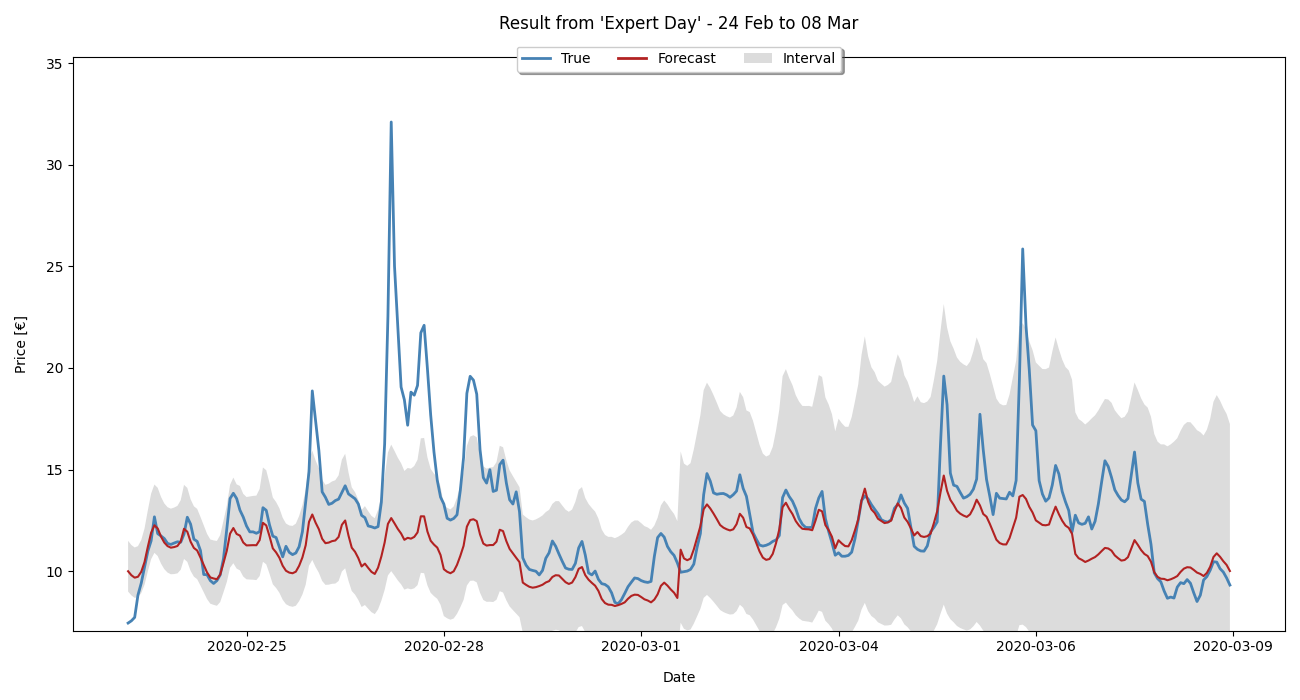 Result from 'Expert Day' - 24 Feb to 08 Mar
True Forecast Interval
35
30
25
20
15
10
Price [€]
2020-02-25 2020-02-28 2020-03-01 2020-03-04 2020-03-06 2020-03-09
Date